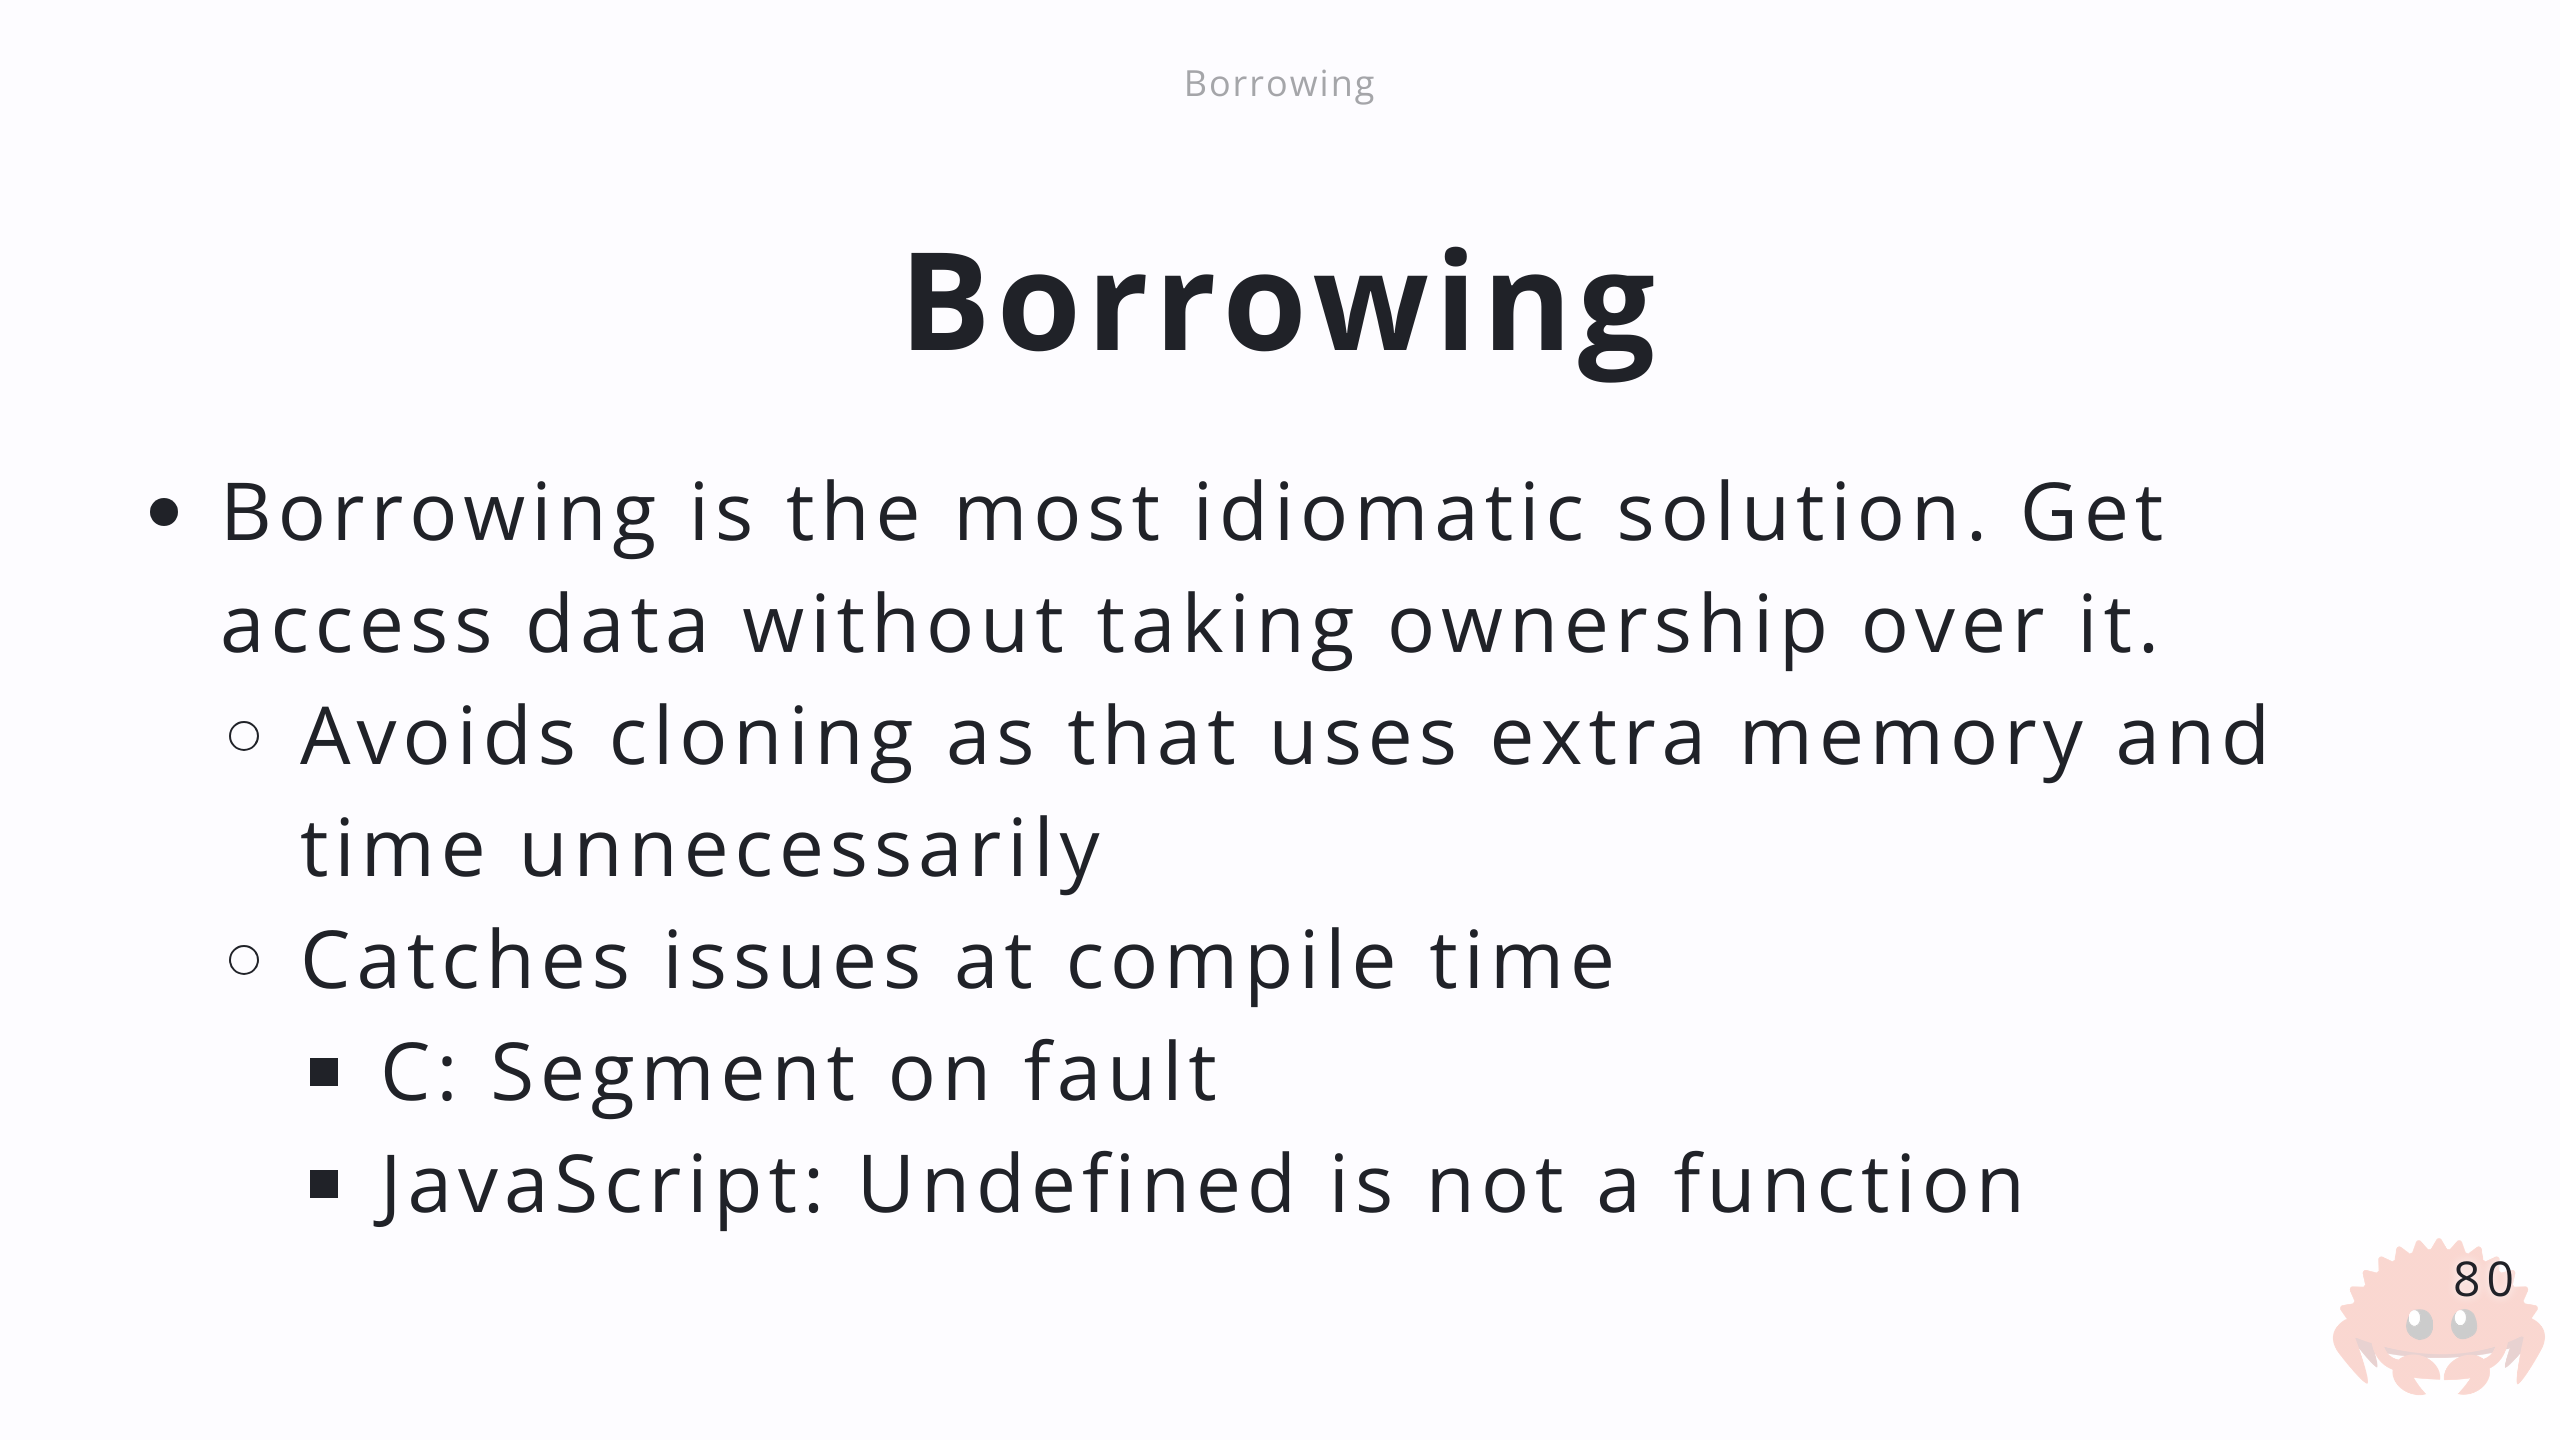 Borrowing
Borrowing
• Borrowing is the most idiomatic solution. Get
access data without taking ownership over it.
○ Avoids cloning as that uses extra memory and
time unnecessarily
○ Catches issues at compile time
■ C: Segment on fault
■ JavaScript: Undefined is not a function
80